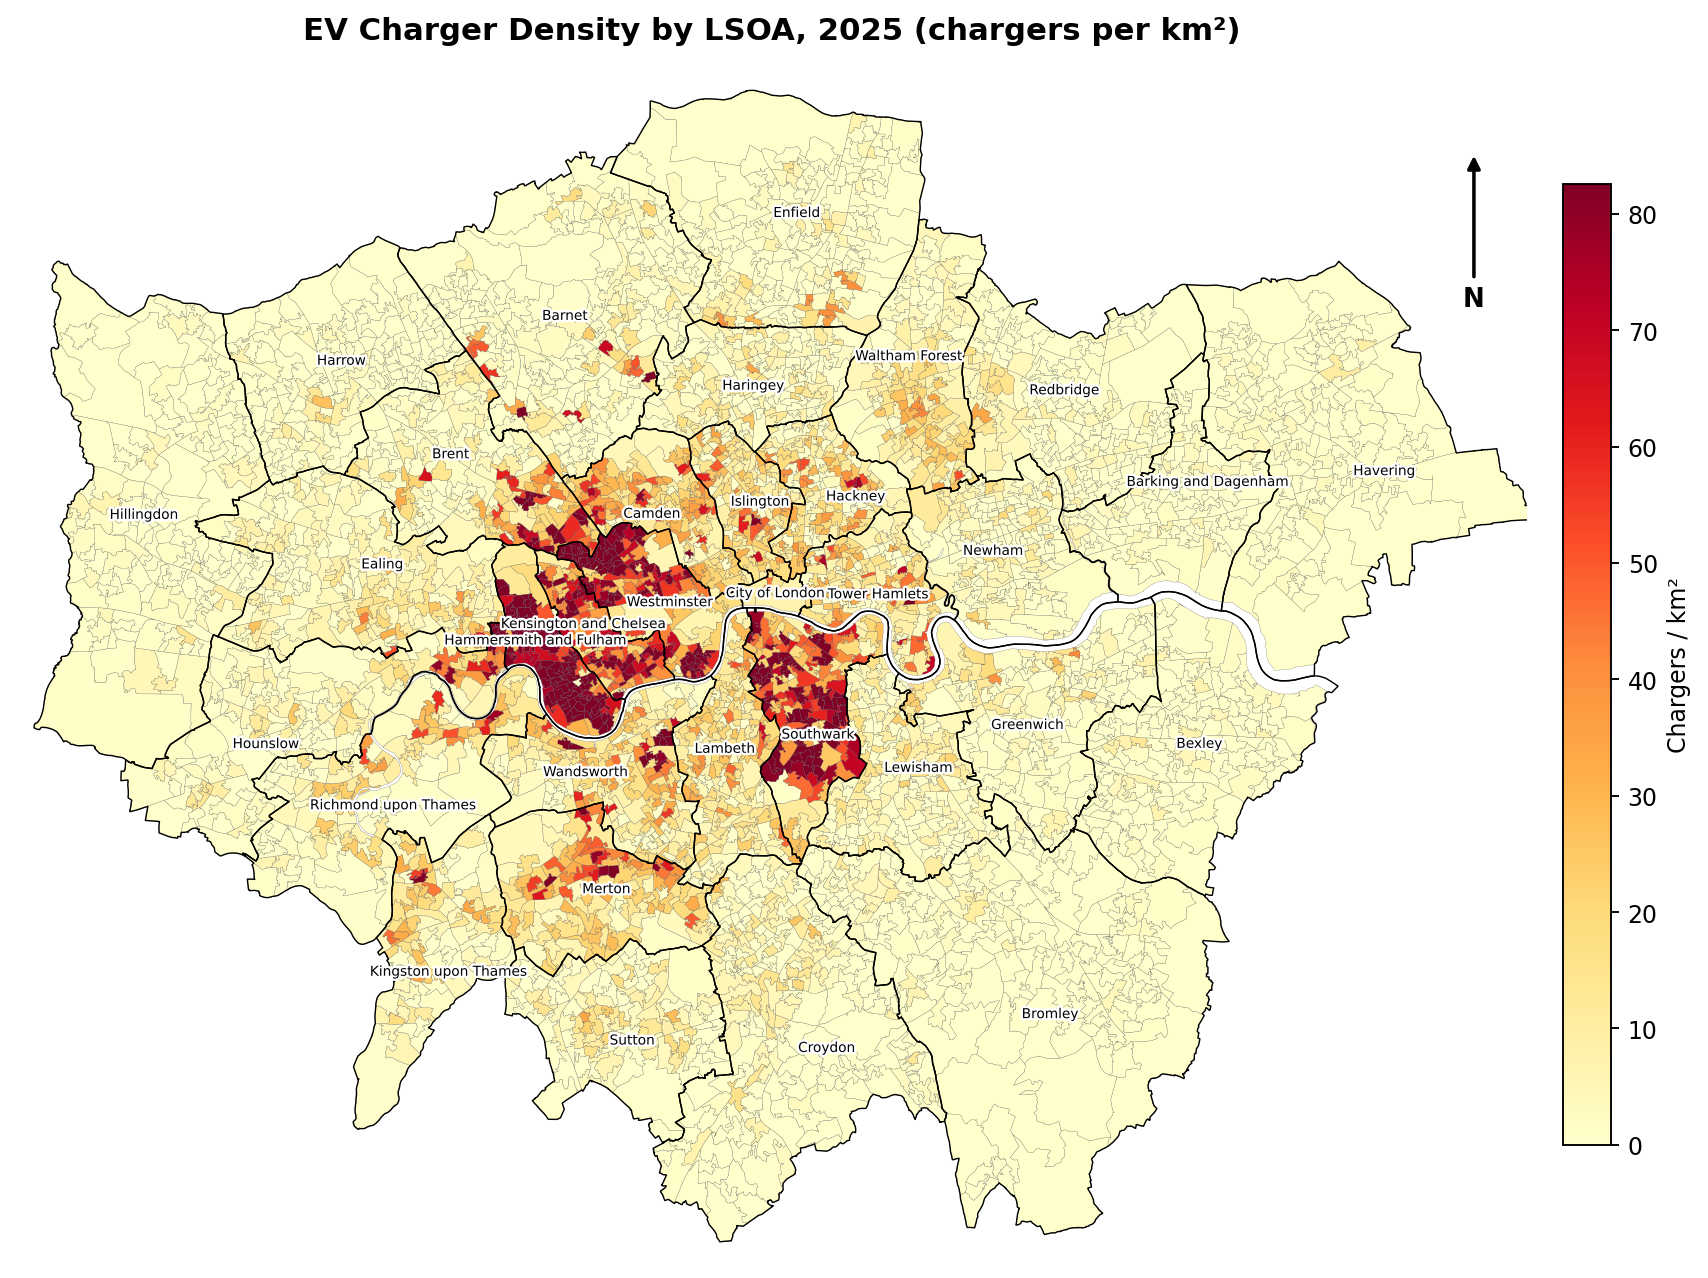 EV Charger Density by LSOA, 2025 (chargers per km²)
Enfield
N
80
70
60
50
40
30
20
10
0
Chargers / km²
Barnet
Harrow
Haringey
Waltham Forest
Redbridge
Brent
Havering
Barking and Dagenham
Hillingdon
Camden
Islington
Hackney
Newham
Ealing
Westminster
City of London
Tower Hamlets
Kensington and Chelsea
Hammersmith and Fulham
Hounslow
Greenwich
Southwark
Lambeth
Bexley
Wandsworth
Lewisham
Richmond upon Thames
Merton
Kingston upon Thames
Sutton
Croydon
Bromley